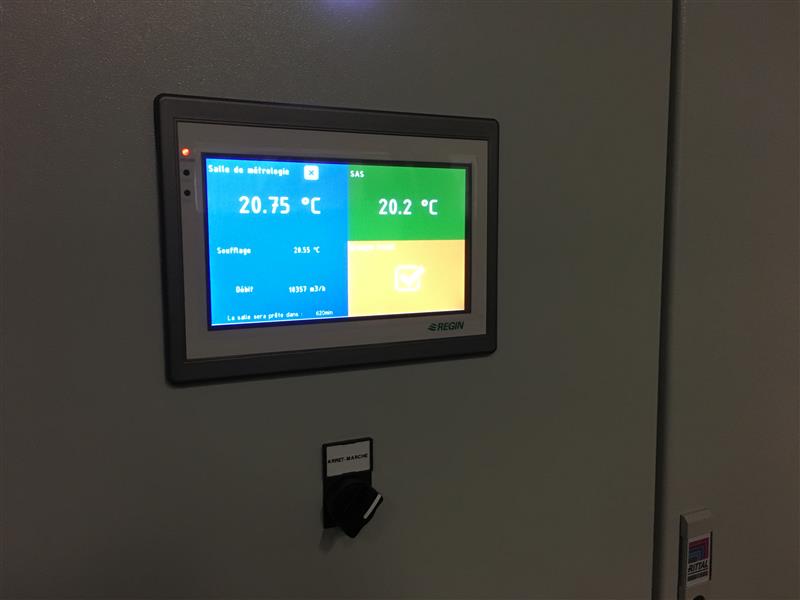 Salle de métrologie
20.75 °C
Soufflage 20.55 °C
Débit 10357 m3/h
La salle sera prête dans : 620min
SAS
20.2 °C
REGIN
ARRET-MARCHE
RITTAL